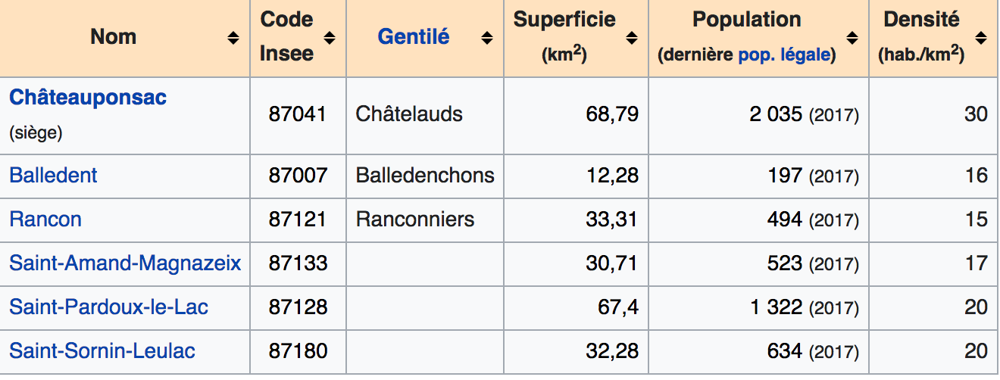 Nom Code Insee Gentilé Superficie (km²) Population (dernière pop. légale) Densité (hab./km²)
Châteauponsac (siège) 87041 Châtelauds 68,79 2 035 (2017) 30
Balledent 87007 Balledenchons 12,28 197 (2017) 16
Rancon 87121 Ranconniers 33,31 494 (2017) 15
Saint-Amand-Magnazeix 87133 30,71 523 (2017) 17
Saint-Pardoux-le-Lac 87128 67,4 1 322 (2017) 20
Saint-Sornin-Leulac 87180 32,28 634 (2017) 20